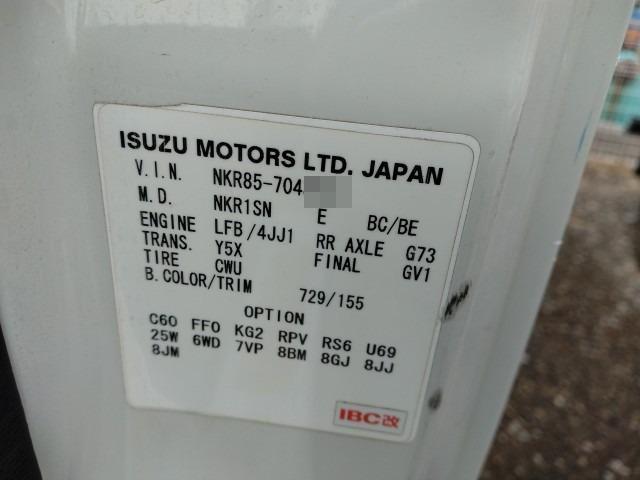 ISUZU MOTORS LTD. JAPAN
V.I.N. NKR85-704
M.D. NKR1SN E BC/BE
ENGINE LFB/4JJ1 RR AXLE G73
TRANS. Y5X FINAL GV1
TIRE CWU
B.COLOR/TRIM 729/155
OPTION
C60 FF0 KG2 RPV RS6 U69
25W 6WD 7VP 8BM 8GJ 8JJ
8JM
IBC改